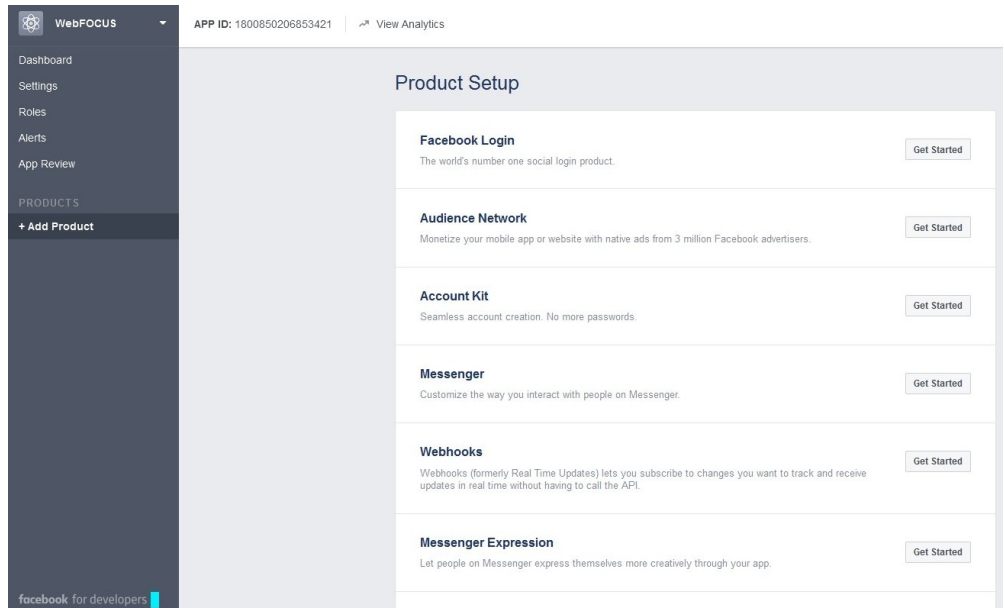 WebFOCUS
APP ID: 1800850206853421
View Analytics
Dashboard
Settings
Roles
Alerts
App Review
PRODUCTS
+ Add Product
facebook for developers
Product Setup
Facebook Login
The world's number one social login product.
Get Started
Audience Network
Monetize your mobile app or website with native ads from 3 million Facebook advertisers.
Get Started
Account Kit
Seamless account creation. No more passwords.
Get Started
Messenger
Customize the way you interact with people on Messenger.
Get Started
Webhooks
Webhooks (formerly Real Time Updates) lets you subscribe to changes you want to track and receive
updates in real time without having to call the API.
Get Started
Messenger Expression
Let people on Messenger express themselves more creatively through your app.
Get Started